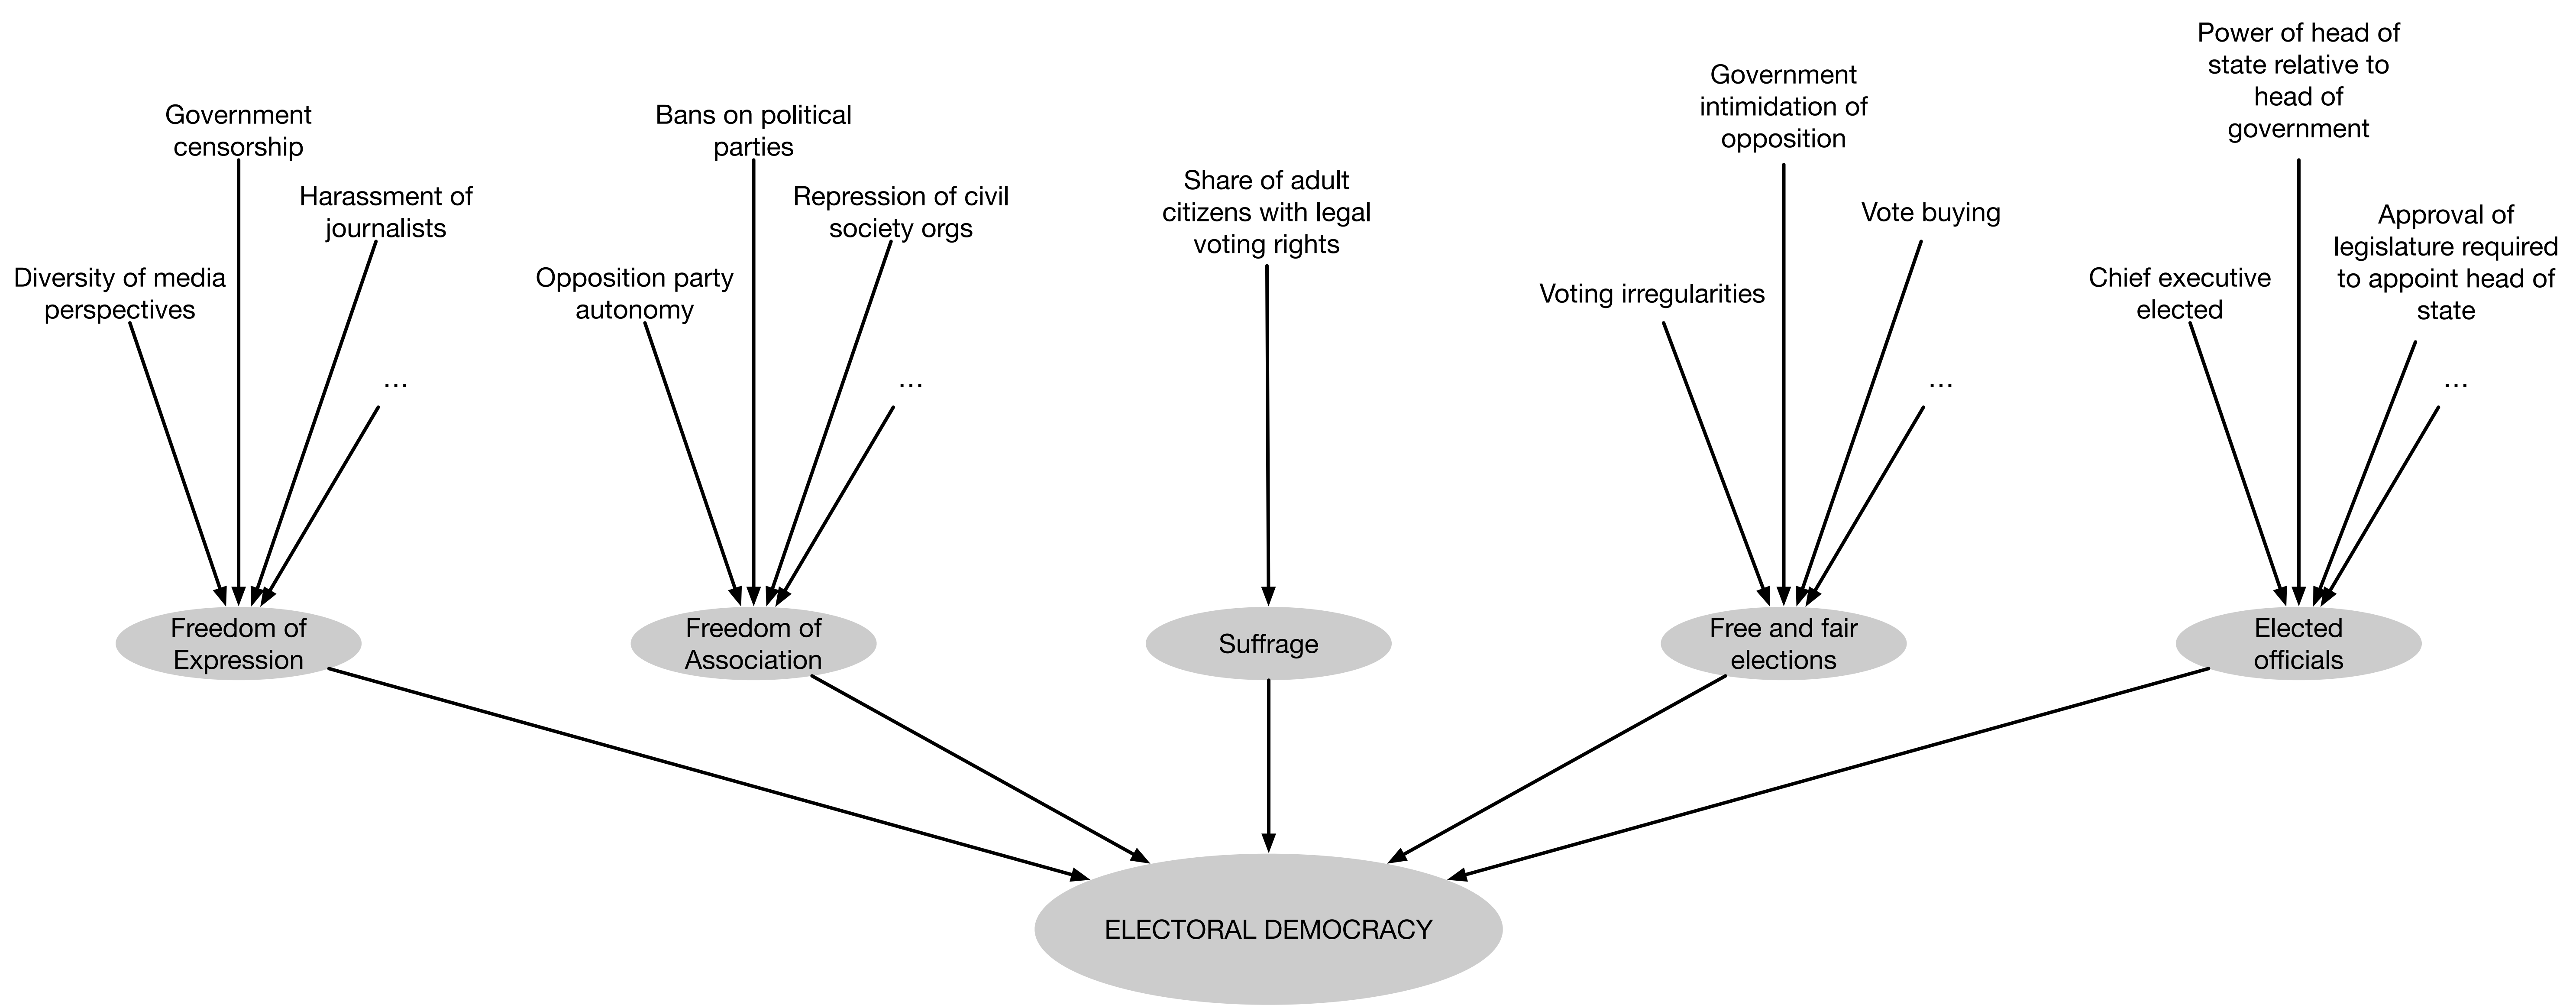 Government
censorship
Harassment of
journalists
Diversity of media
perspectives
...
Freedom of
Expression
Bans on political
parties
Repression of civil
society orgs
Opposition party
autonomy
...
Freedom of
Association
Share of adult
citizens with legal
voting rights
Suffrage
Government
intimidation of
opposition
Vote buying
Voting irregularities
...
Free and fair
elections
Power of head of
state relative to
head of
government
Approval of
legislature required
to appoint head of
state
Chief executive
elected
...
Elected
officials
ELECTORAL DEMOCRACY